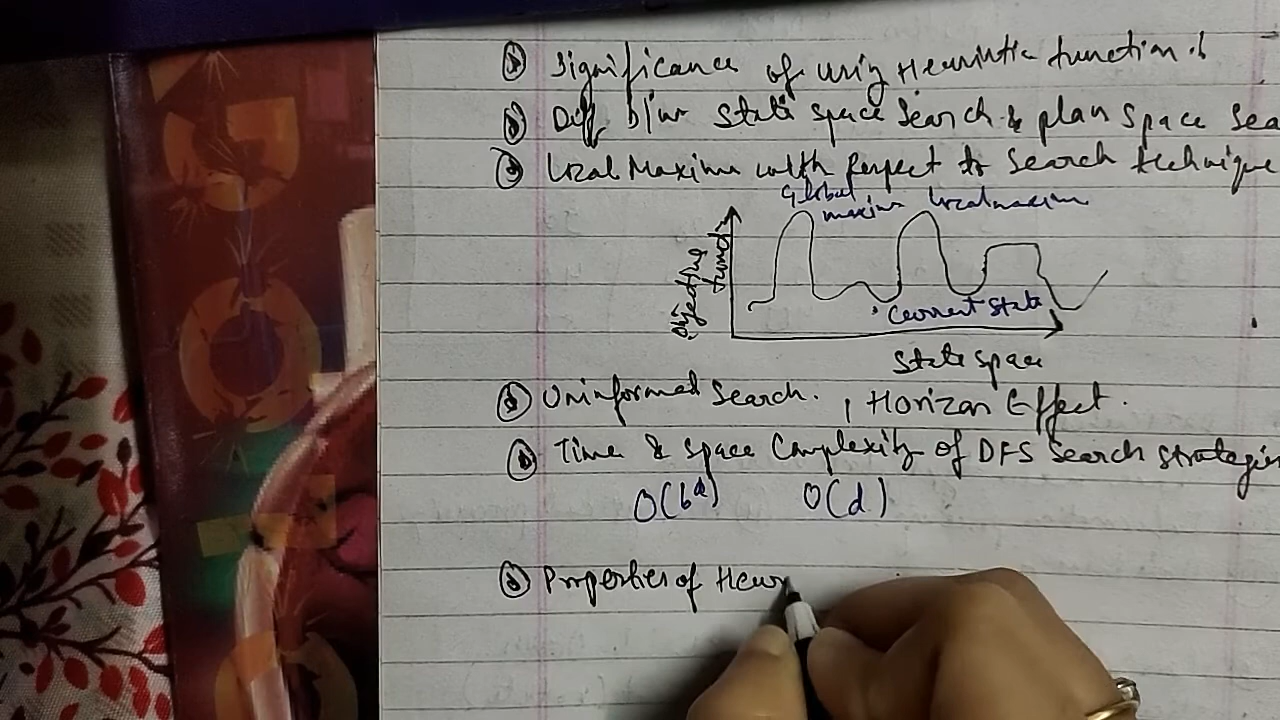 Significance of using Heuristic function.
Diff b/w State space Search & plan Space Sea
Local Maxima with Respect to Search technique
Global maxima Local maxima
Objective funct
Current State
State space
Uninformed Search. , Horizan Effect.
Time & Space Complexity of DFS Search strategies
O(b^d) O(d)
Properties of Heur